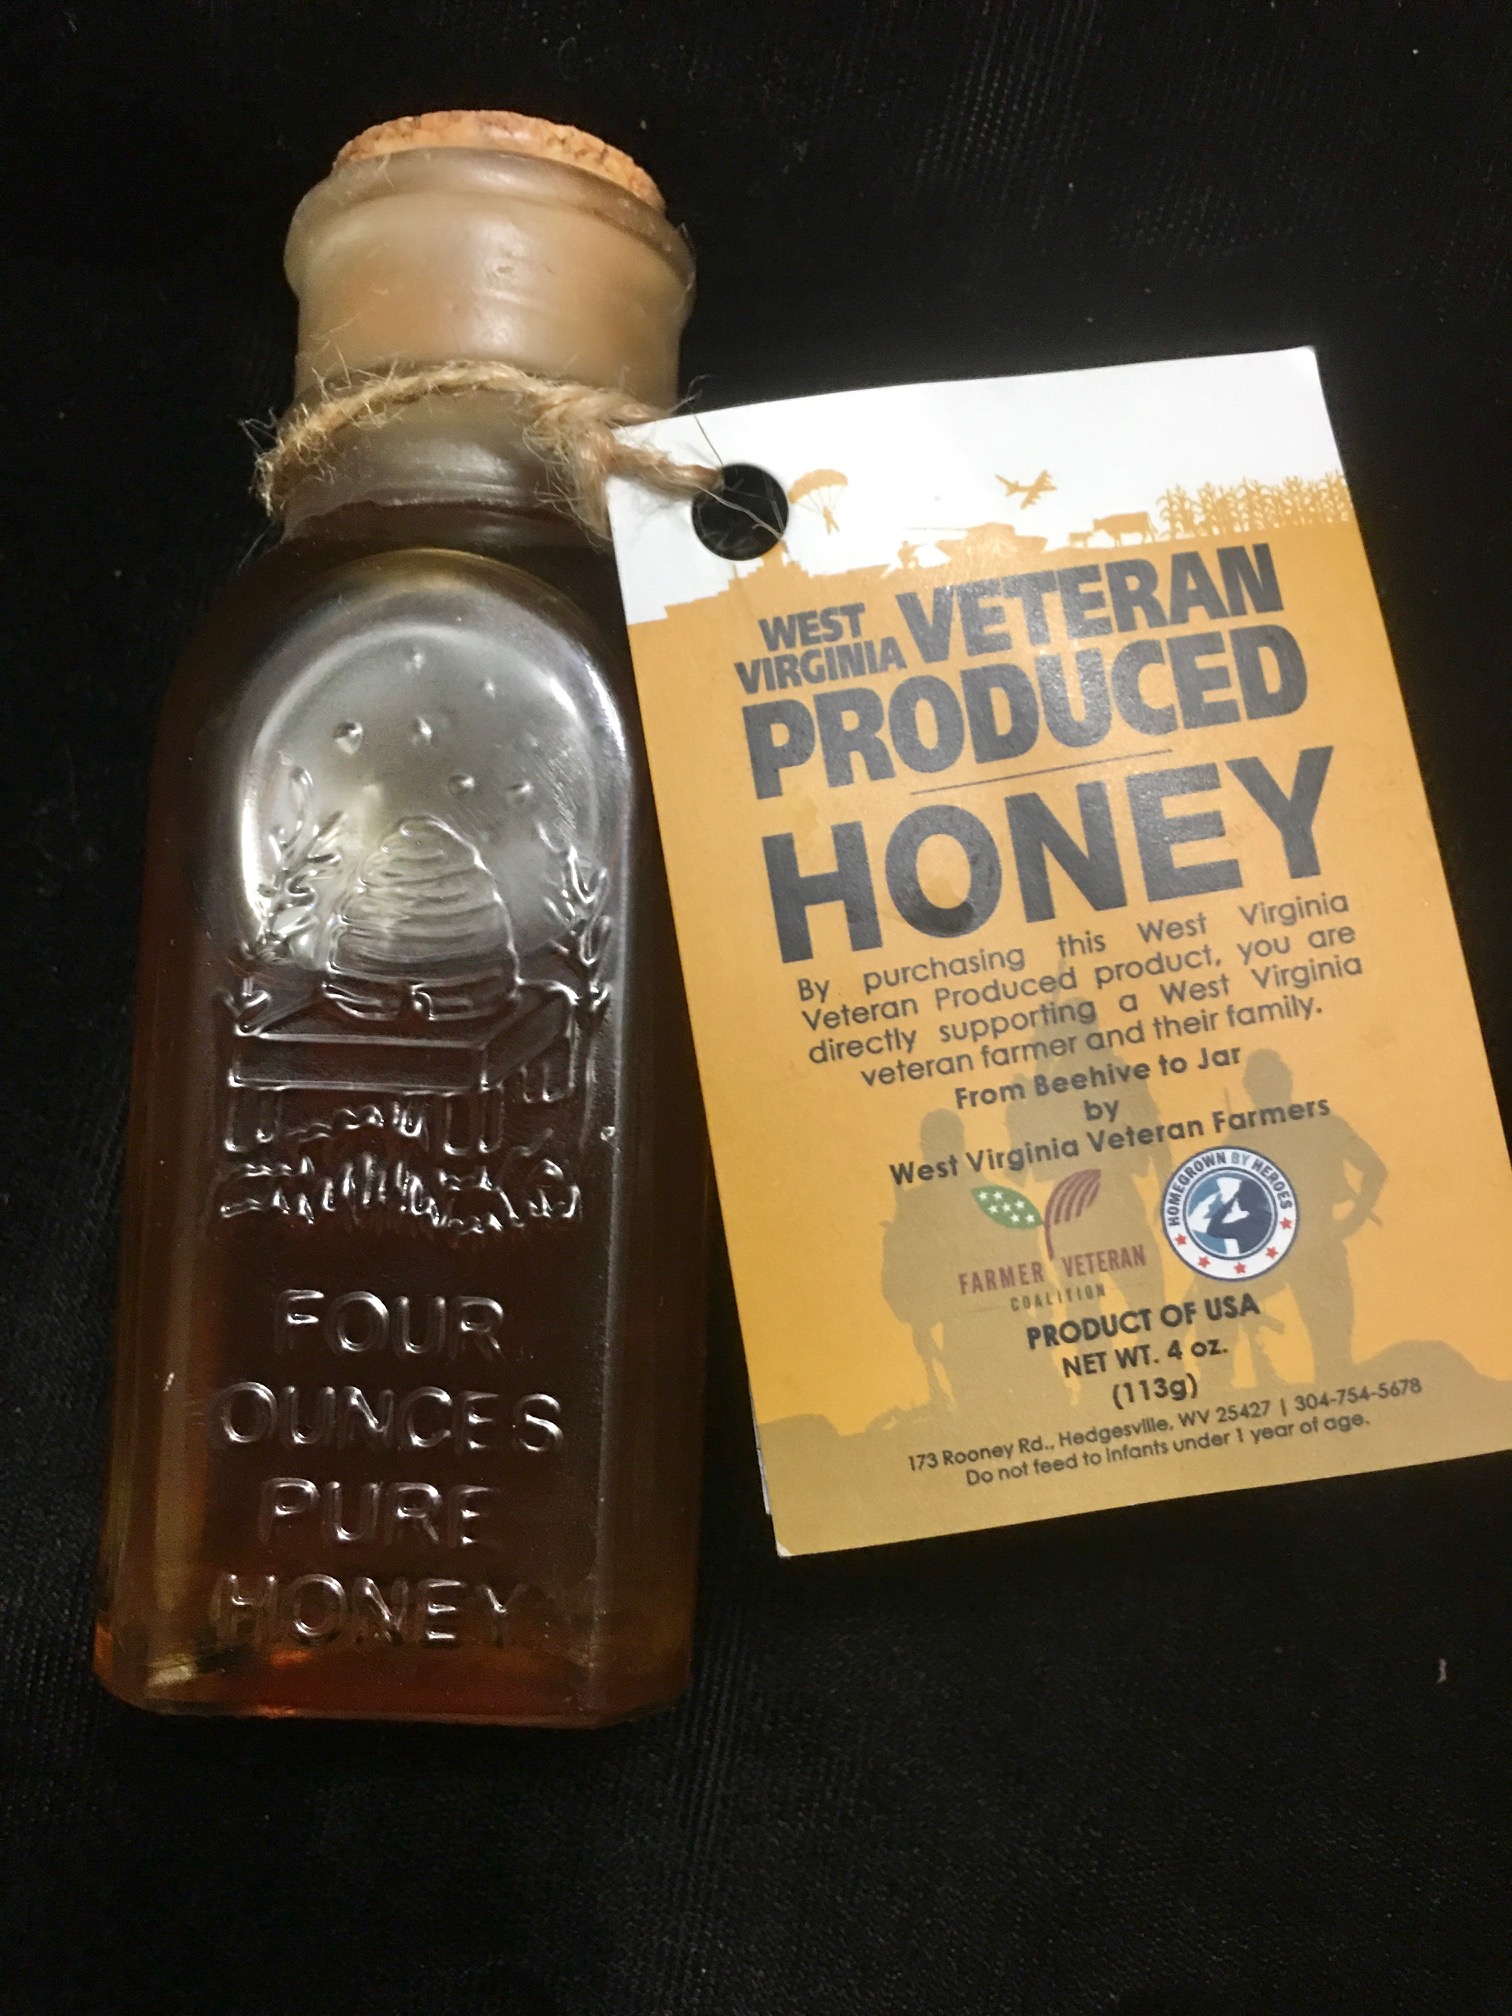 FOUR
OUNCES
PURE
HONEY
WEST
VIRGINIA VETERAN
PRODUCED
HONEY
By purchasing this West Virginia
Veteran Produced product, you are
directly supporting a West Virginia
veteran farmer and their family.
From Beehive to Jar
by
West Virginia Veteran Farmers
FARMER VETERAN
COALITION
HOMEGROWN BY HEROES
PRODUCT OF USA
NET WT. 4 oz.
(113g)
173 Rooney Rd., Hedgesville, WV 25427 | 304-754-5678
Do not feed to infants under 1 year of age.